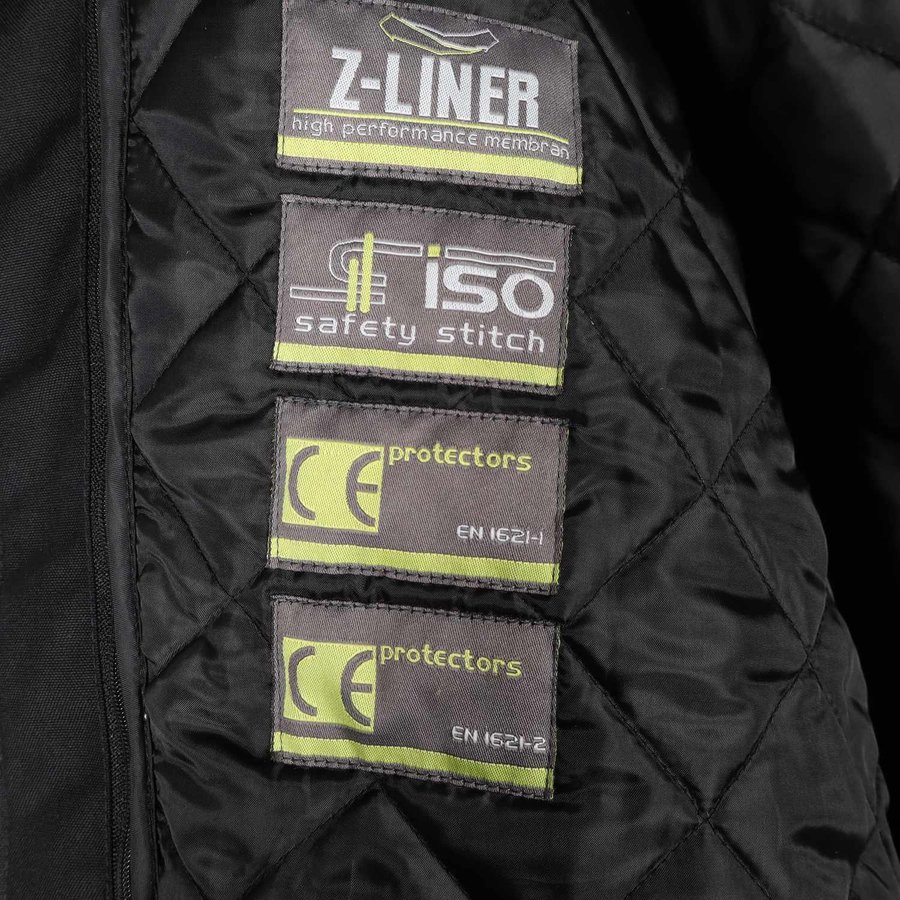 Z-LINER
high performance membran
iso
safety stitch
CE protectors
EN 1621-1
CE protectors
EN 1621-2